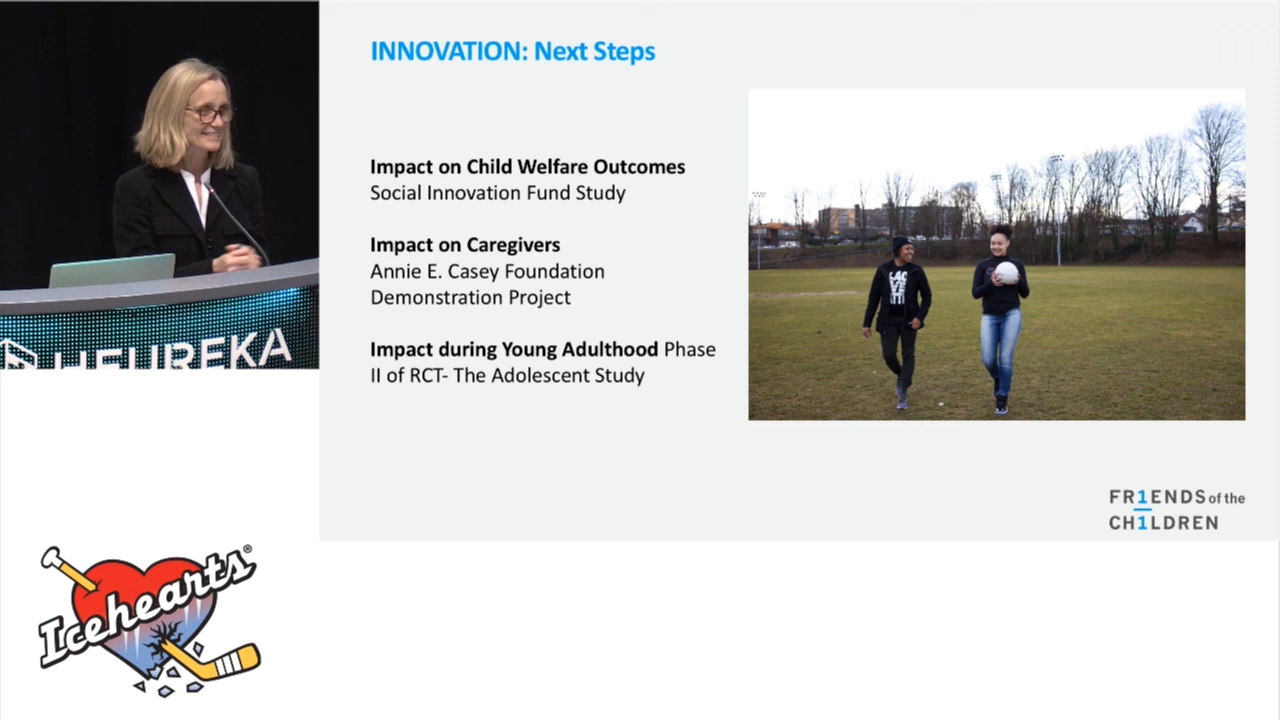 INNOVATION: Next Steps
Impact on Child Welfare Outcomes
Social Innovation Fund Study
Impact on Caregivers
Annie E. Casey Foundation
Demonstration Project
Impact during Young Adulthood Phase
II of RCT- The Adolescent Study
FR1ENDS of the
CH1LDREN
HEUREKA
Icehearts®